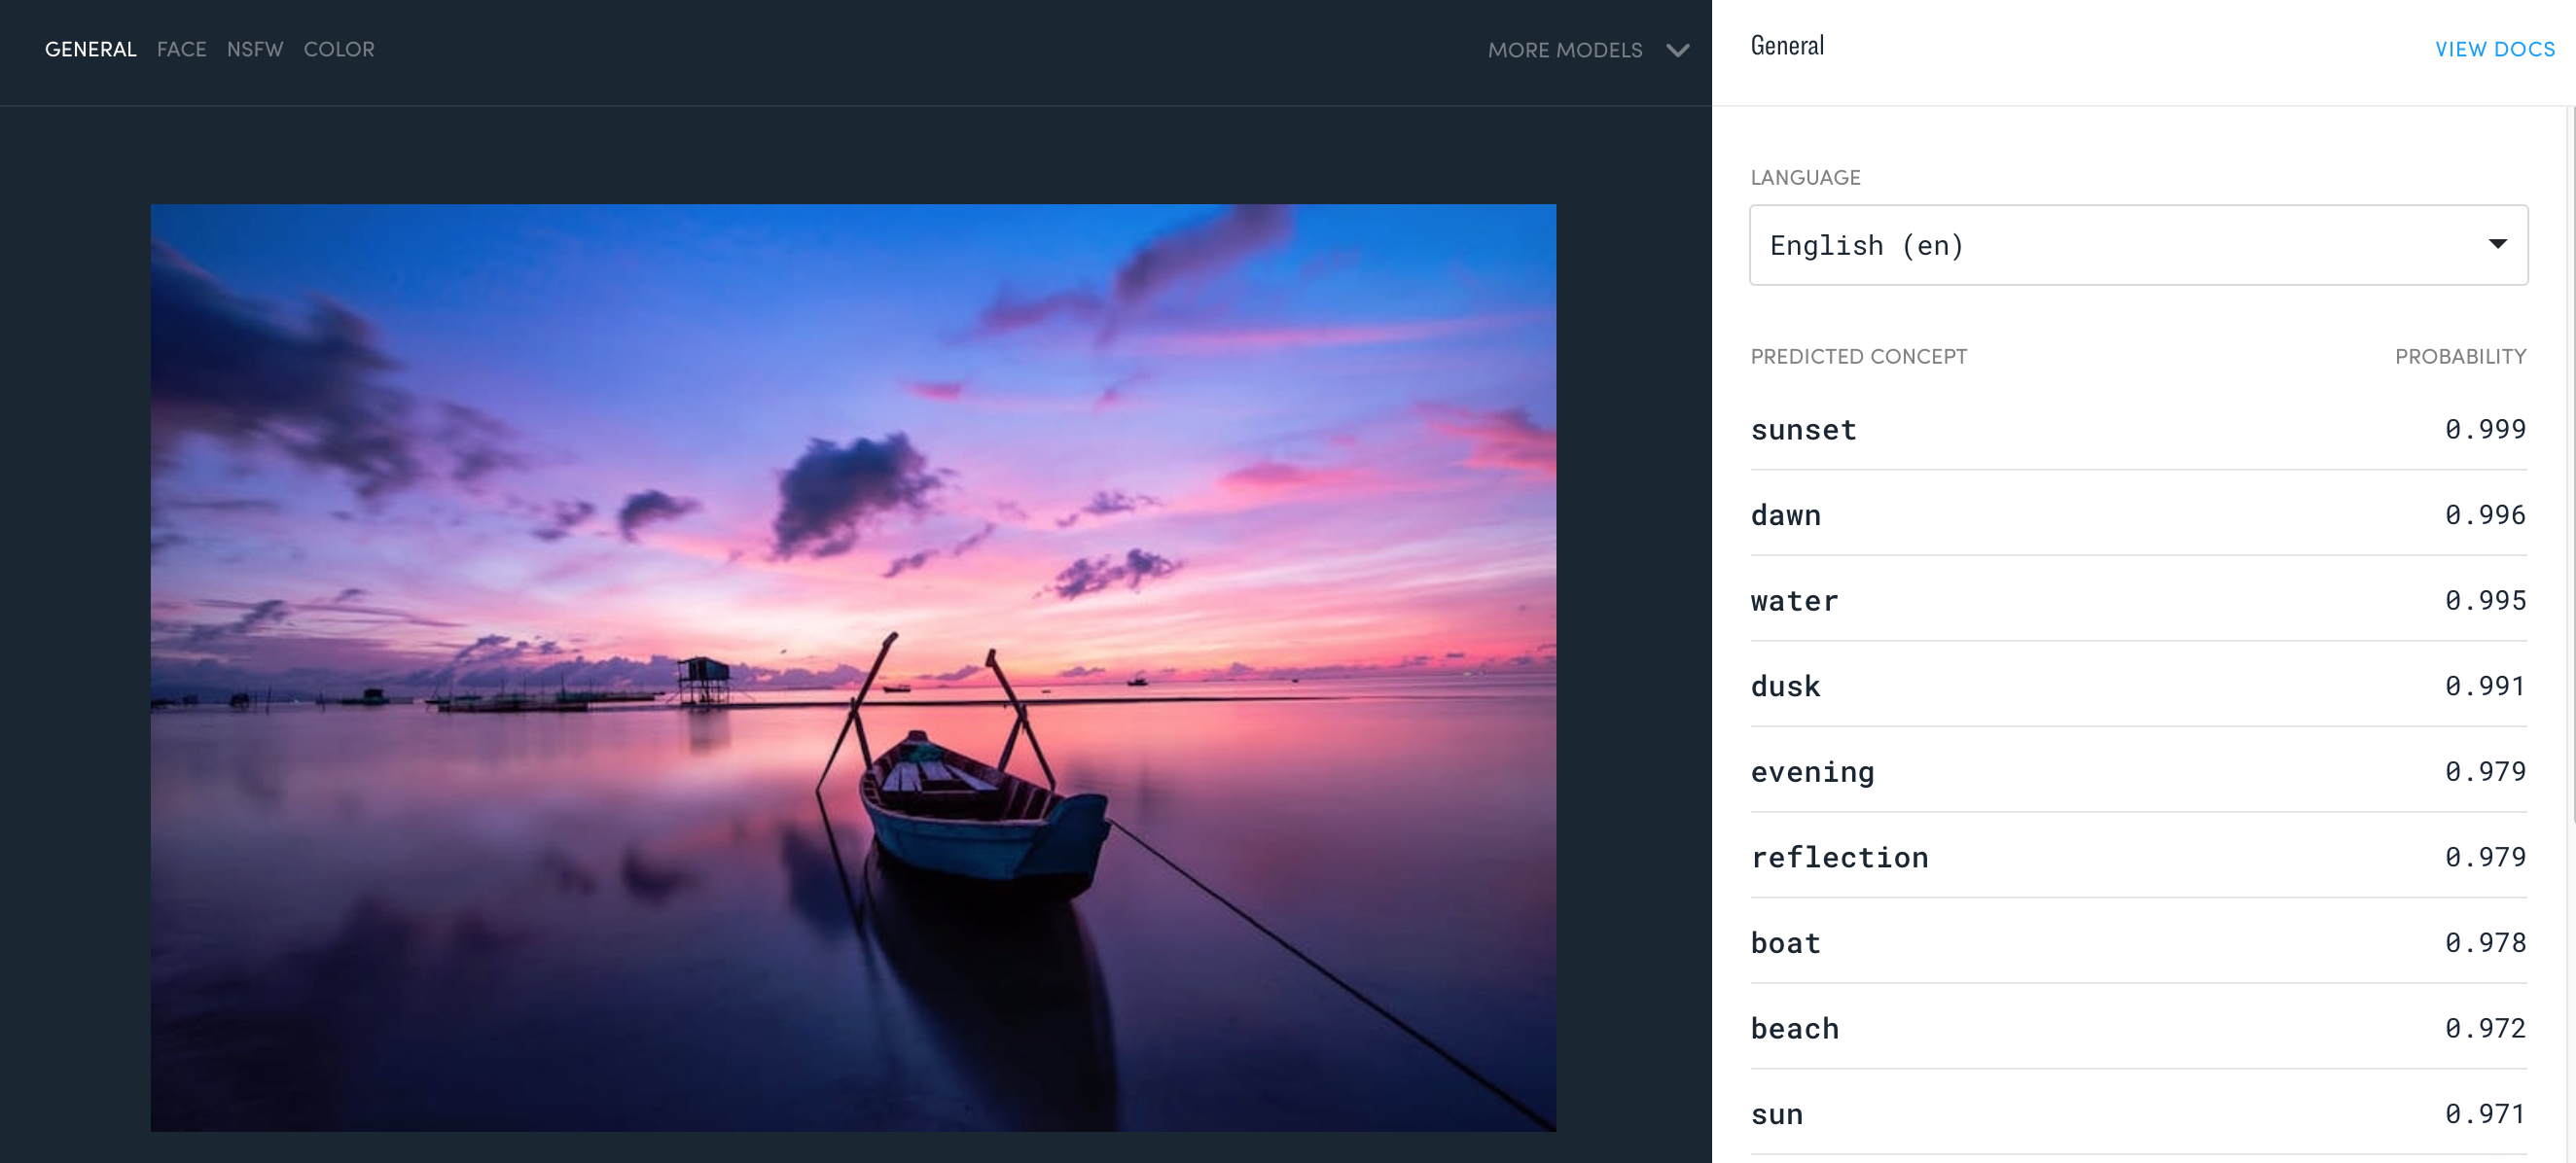 GENERAL FACE NSFW COLOR
MORE MODELS
General
VIEW DOCS
LANGUAGE
English (en)
PREDICTED CONCEPT PROBABILITY
sunset 0.999
dawn 0.996
water 0.995
dusk 0.991
evening 0.979
reflection 0.979
boat 0.978
beach 0.972
sun 0.971